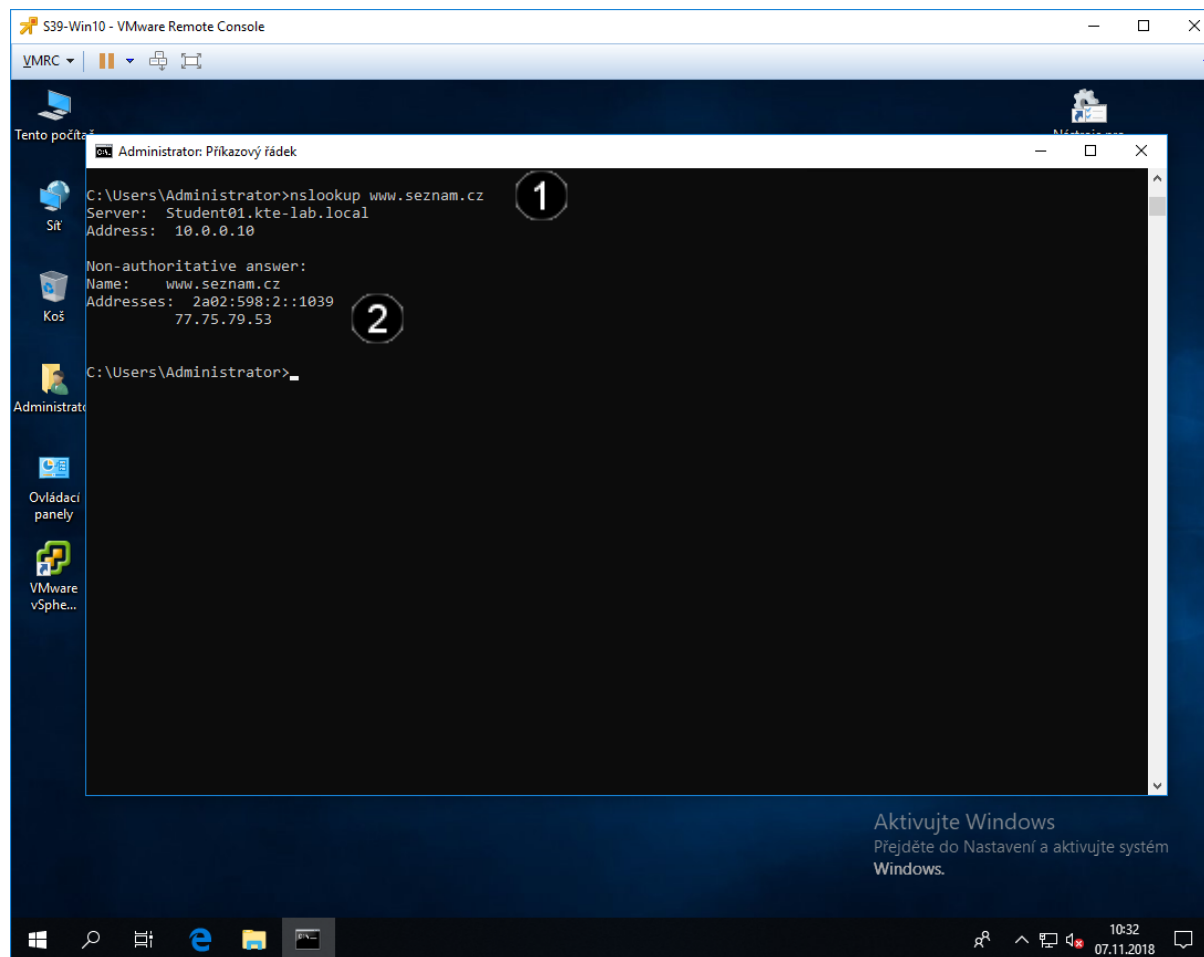 S39-Win10 - VMware Remote Console
VMRC
Tento počítač
Administrator: Příkazový řádek
C:\Users\Administrator>nslookup www.seznam.cz
1
Server:  Student01.kte-lab.local
Address:  10.0.0.10
Síť
Non-authoritative answer:
Name:    www.seznam.cz
Addresses:  2a02:598:2::1039
77.75.79.53
2
Koš
C:\Users\Administrator>
Administrato
Ovládací
panely
VMware
vSphe...
Aktivujte Windows
Přejděte do Nastavení a aktivujte systém
Windows.
10:32
07.11.2018